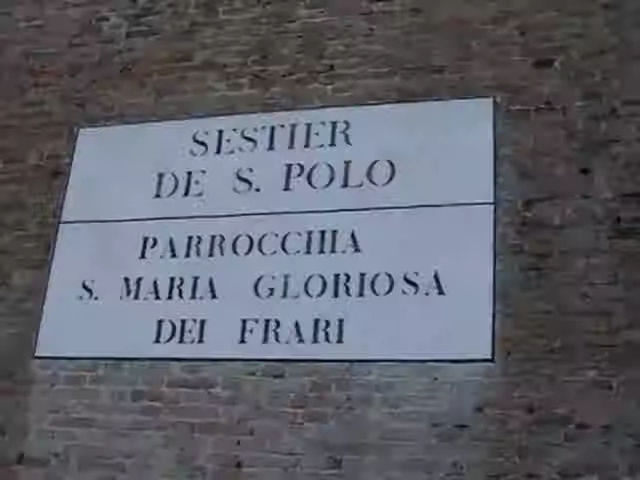 SESTIER
DE S. POLO
PARROCCHIA
S. MARIA GLORIOSA
DEI FRARI